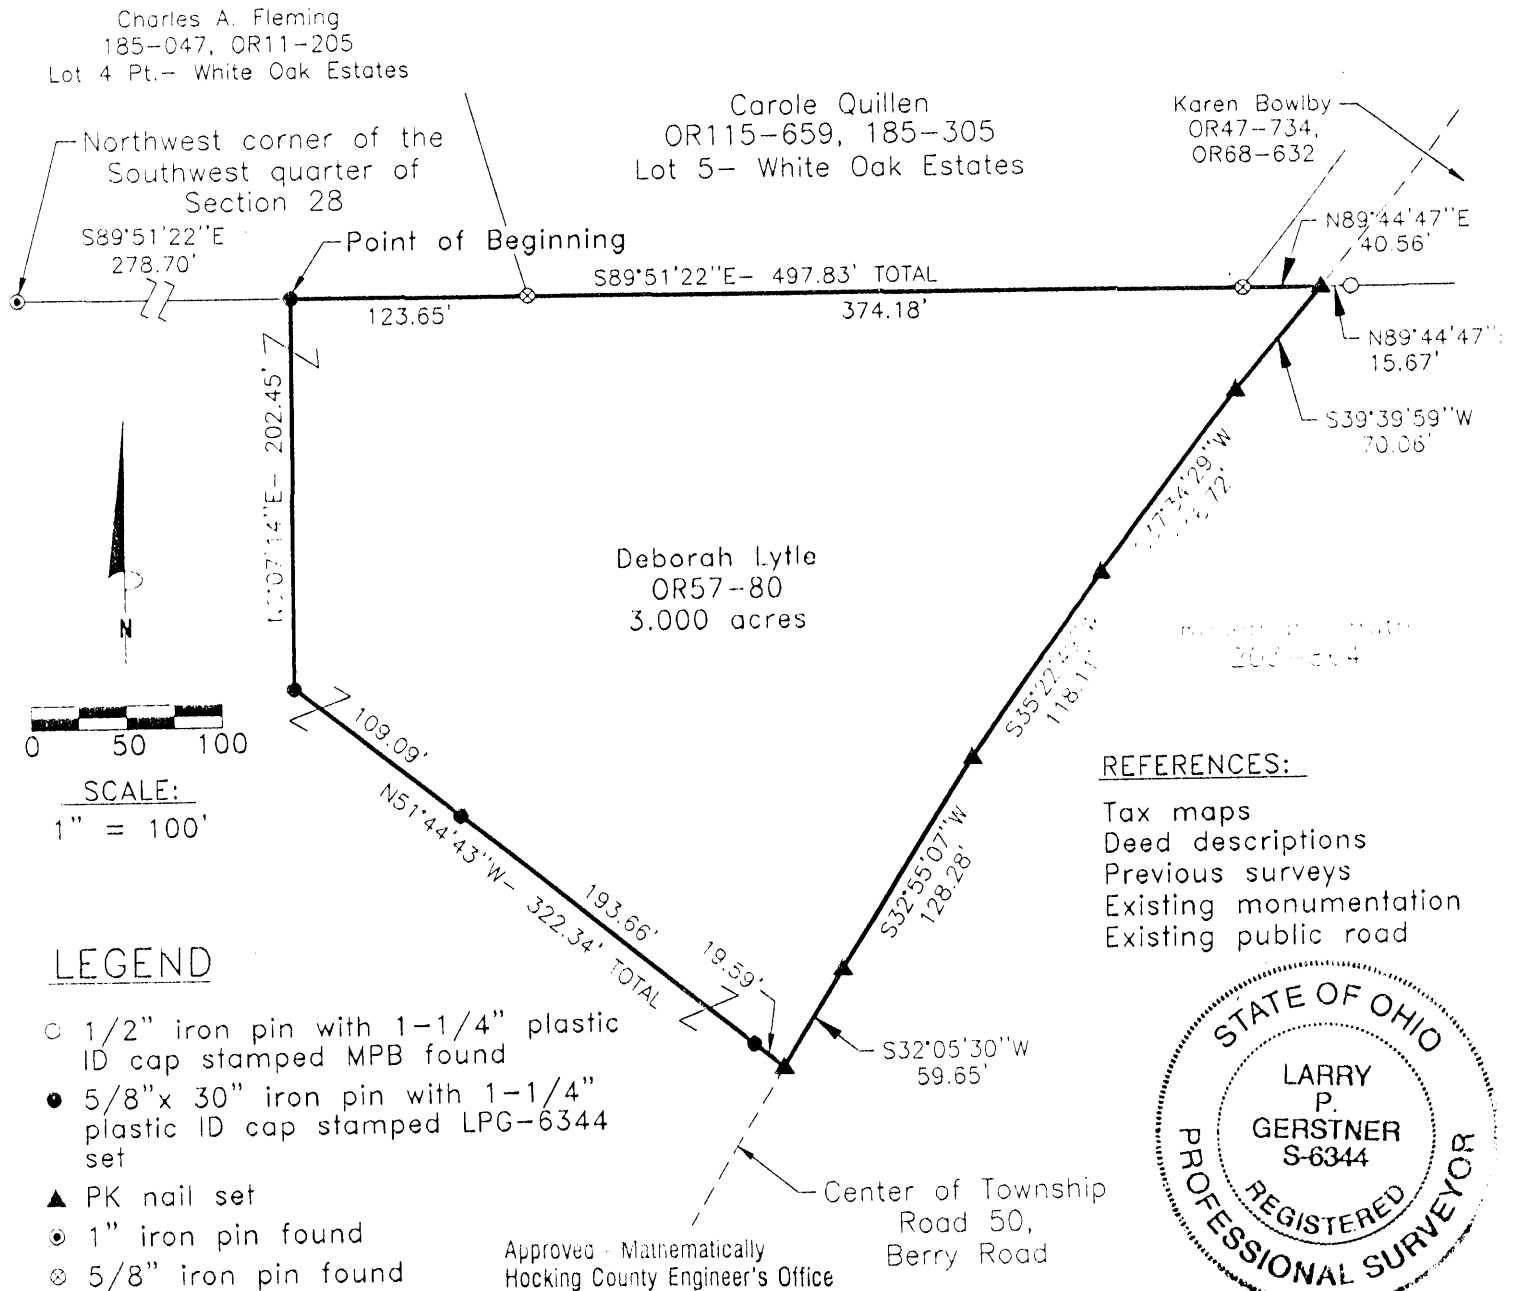 Charles A. Fleming
185-047, OR11-205
Lot 4 Pt.- White Oak Estates
Northwest corner of the
Southwest quarter of
Section 28
S89°51'22"E
278.70'
Point of Beginning
Carole Quillen
OR115-659, 185-305
Lot 5- White Oak Estates
Karen Bowlby
OR47-734,
OR68-632
N89°44'47"E
40.56'
S89°51'22"E- 497.83' TOTAL
123.65'
374.18'
N89°44'47"
15.67'
S39°39'59"W
70.06'
202.45'
Deborah Lytle
OR57-80
3.000 acres
118.11'
S32°55'07"W
128.28'
S32°05'30"W
59.65'
109.09'
N51°44'43"W- 322.34' TOTAL
193.66'
19.59'
N
0 50 100
SCALE:
1" = 100'
REFERENCES:
Tax maps
Deed descriptions
Previous surveys
Existing monumentation
Existing public road
LEGEND
1/2" iron pin with 1-1/4" plastic
ID cap stamped MPB found
5/8"x 30" iron pin with 1-1/4"
plastic ID cap stamped LPG-6344
set
PK nail set
1" iron pin found
5/8" iron pin found
Center of Township
Road 50,
Berry Road
Approved - Mathematically
Hocking County Engineer's Office
STATE OF OHIO
LARRY
P.
GERSTNER
S-6344
REGISTERED
PROFESSIONAL SURVEYOR